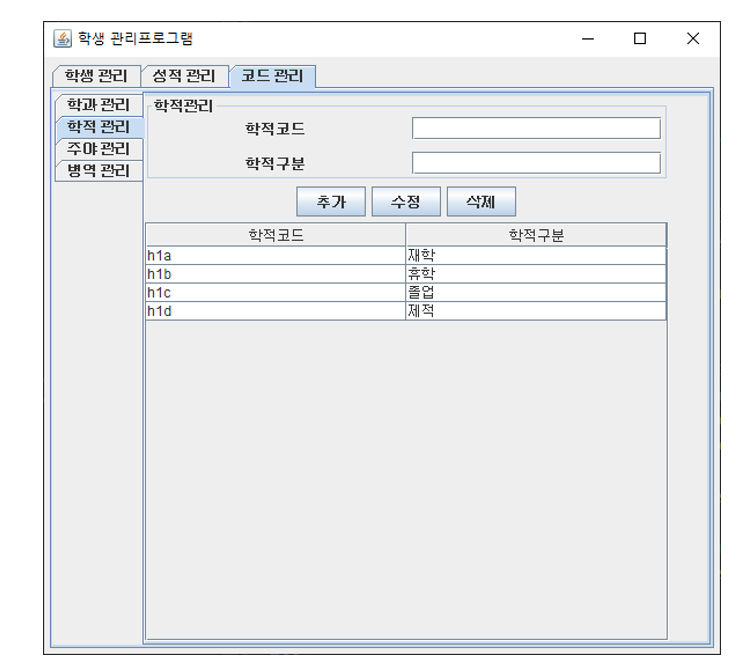 학생 관리프로그램
학생 관리 성적 관리 코드 관리
학과 관리
학적 관리
주야 관리
병역 관리
학적관리
학적코드
학적구분
추가 수정 삭제
학적코드 학적구분
h1a 재학
h1b 휴학
h1c 졸업
h1d 제적